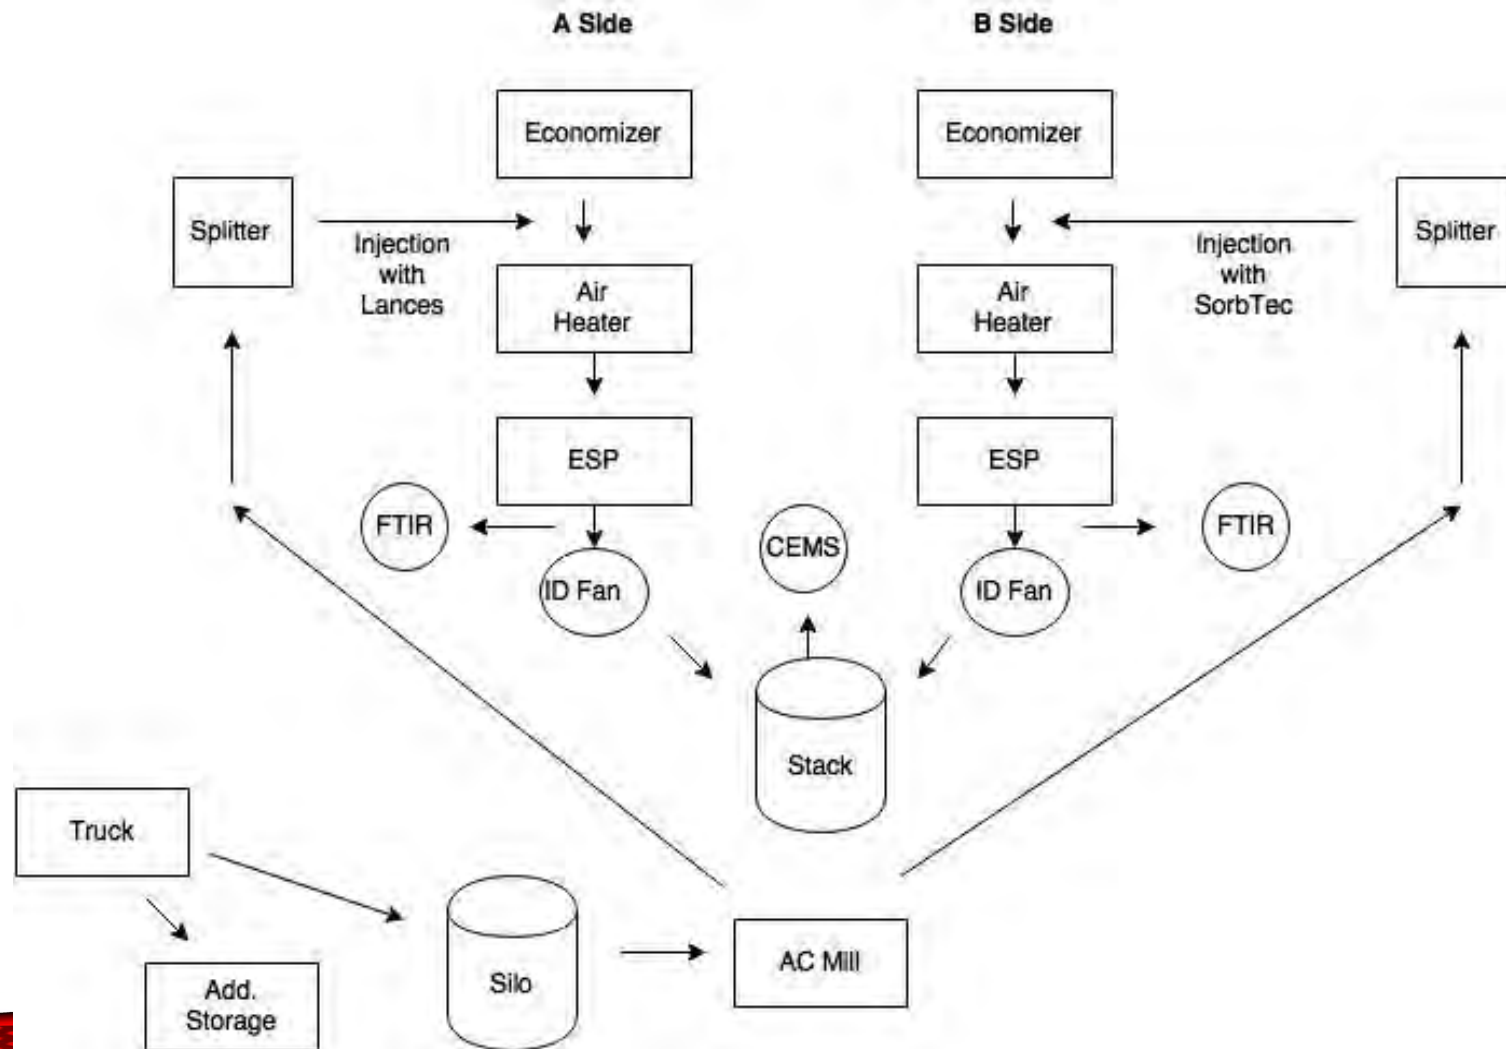 A Side
B Side
Economizer
Economizer
Splitter
Injection
with
Lances
Injection
with
SorbTec
Splitter
Air
Heater
Air
Heater
ESP
ESP
FTIR
CEMS
FTIR
ID Fan
ID Fan
Stack
Truck
Silo
AC Mill
Add.
Storage